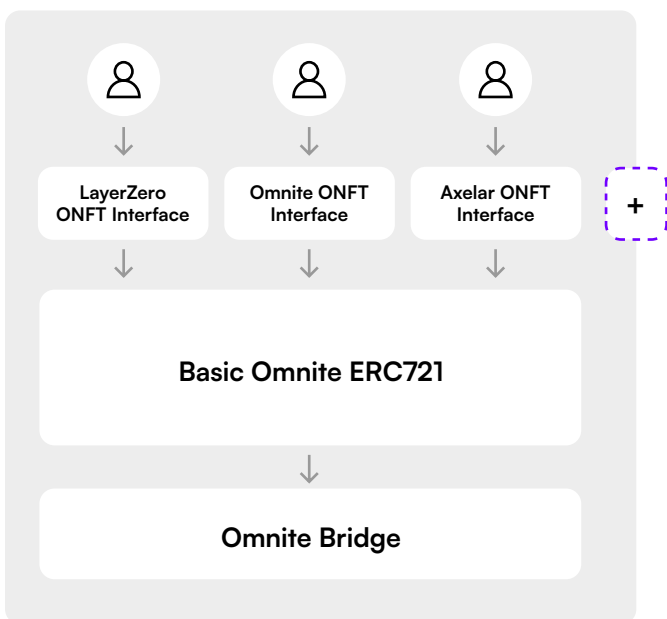 LayerZero
ONFT Interface
Omnite ONFT
Interface
Axelar ONFT
Interface
+
Basic Omnite ERC721
Omnite Bridge